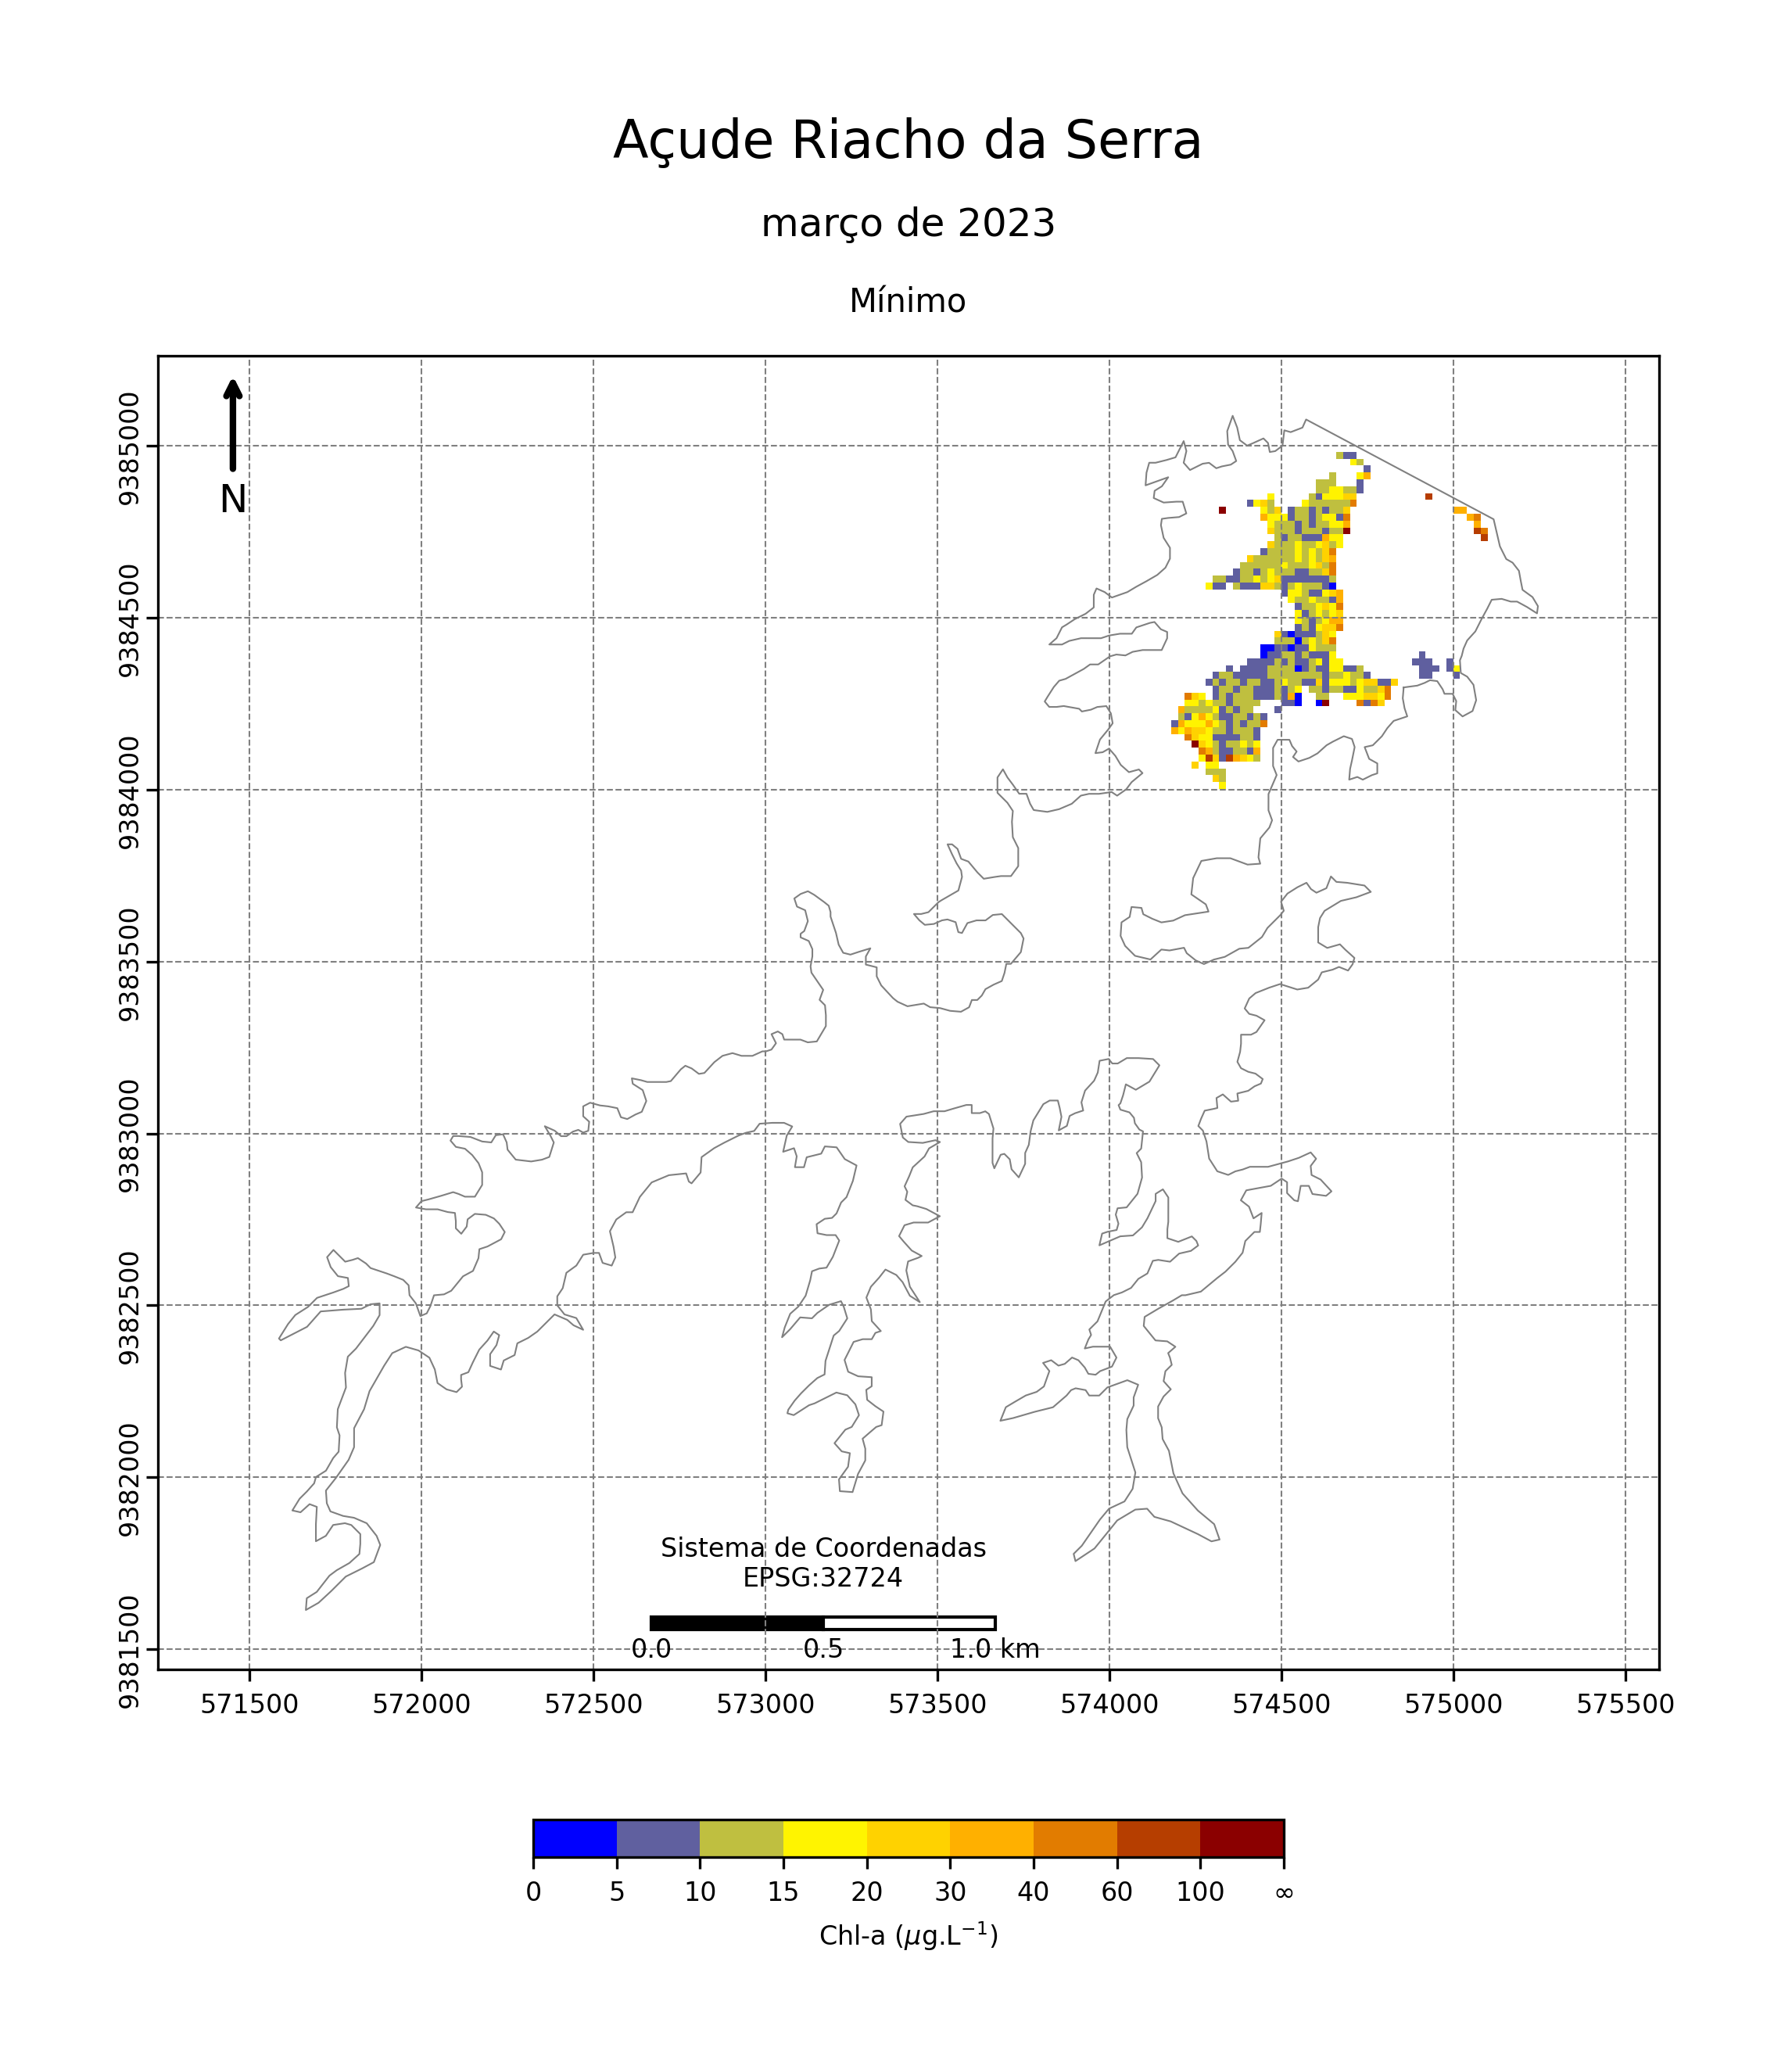 Açude Riacho da Serra
março de 2023
Mínimo
N
9385000
9384500
9384000
9383500
9383000
9382500
9382000
9381500
Sistema de Coordenadas
EPSG:32724
0.0 0.5 1.0 km
571500 572000 572500 573000 573500 574000 574500 575000 575500
0 5 10 15 20 30 40 60 100 ∞
Chl-a (μg.L⁻¹)